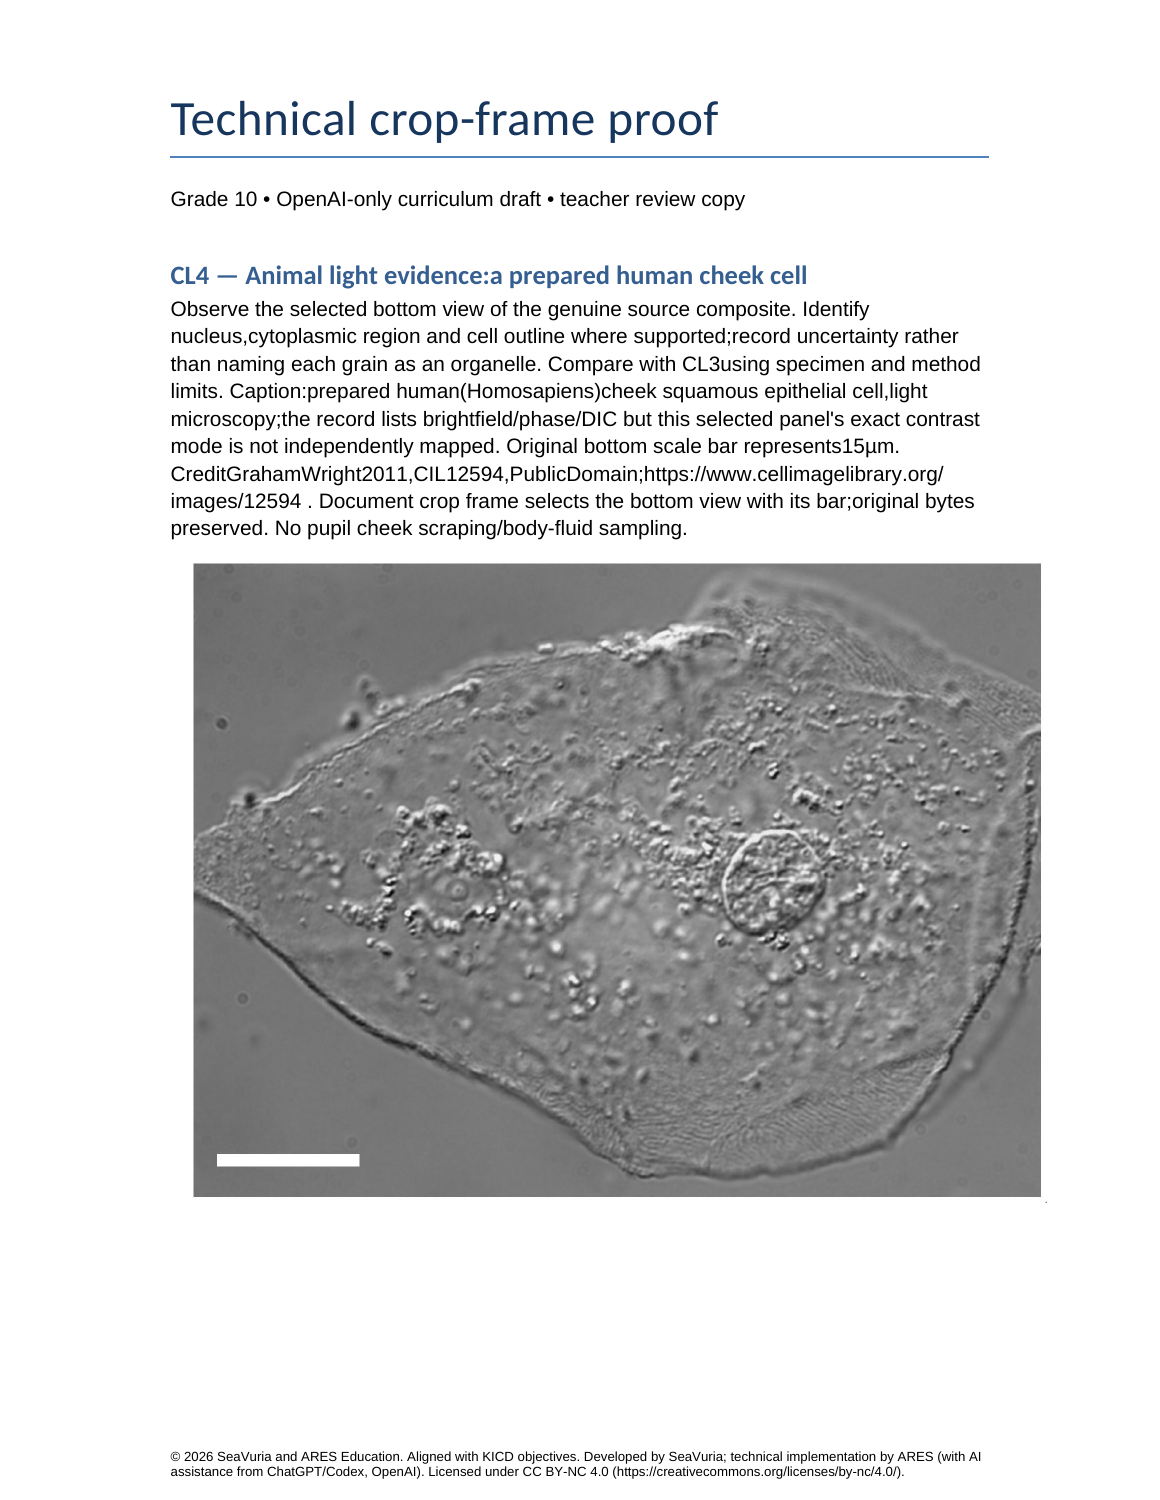 Technical crop-frame proof
Grade 10 • OpenAI-only curriculum draft • teacher review copy
CL4 — Animal light evidence:a prepared human cheek cell
Observe the selected bottom view of the genuine source composite. Identify
nucleus,cytoplasmic region and cell outline where supported;record uncertainty rather
than naming each grain as an organelle. Compare with CL3using specimen and method
limits. Caption:prepared human(Homosapiens)cheek squamous epithelial cell,light
microscopy;the record lists brightfield/phase/DIC but this selected panel's exact contrast
mode is not independently mapped. Original bottom scale bar represents15µm.
CreditGrahamWright2011,CIL12594,PublicDomain;https://www.cellimagelibrary.org/
images/12594 . Document crop frame selects the bottom view with its bar;original bytes
preserved. No pupil cheek scraping/body-fluid sampling.
© 2026 SeaVuria and ARES Education. Aligned with KICD objectives. Developed by SeaVuria; technical implementation by ARES (with AI
assistance from ChatGPT/Codex, OpenAI). Licensed under CC BY-NC 4.0 (https://creativecommons.org/licenses/by-nc/4.0/).